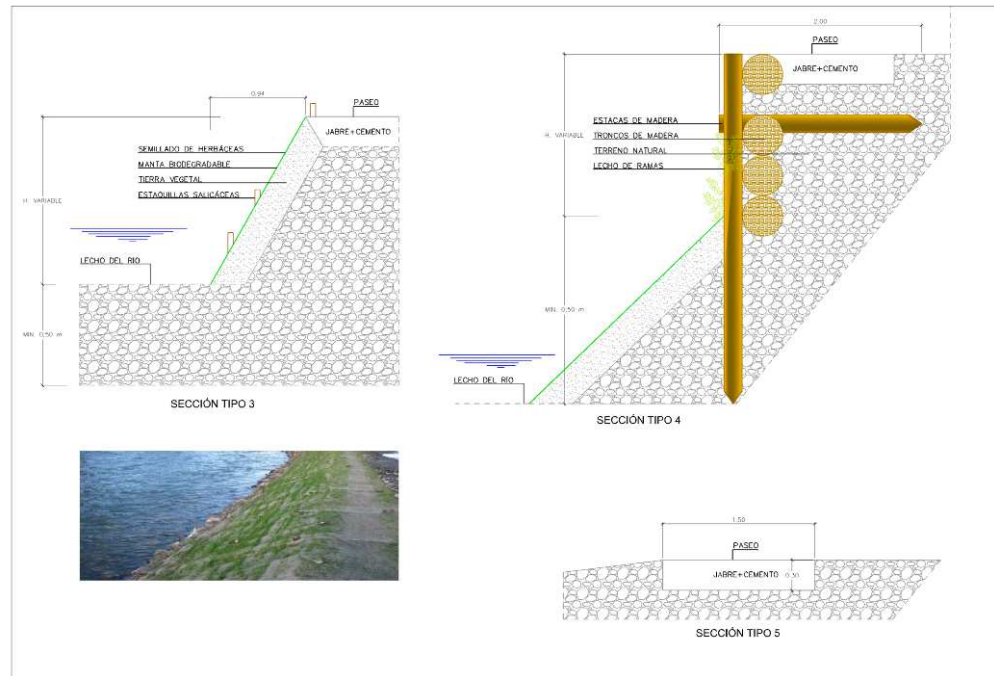 0.94
PASEO
JABRE+CEMENTO
SEMILLADO DE HERBÁCEAS
MANTA BIODEGRADABLE
TIERRA VEGETAL
ESTAQUILLAS SALICÁCEAS
H. VARIABLE
LECHO DEL RIO
MIN. 0,50 m
SECCIÓN TIPO 3
2.00
PASEO
JABRE+CEMENTO
ESTACAS DE MADERA
TRONCOS DE MADERA
TERRENO NATURAL
LECHO DE RAMAS
H. VARIABLE
MIN. 0,50 m
LECHO DEL RÍO
SECCIÓN TIPO 4
1.50
PASEO
JABRE+CEMENTO
0.30
SECCIÓN TIPO 5